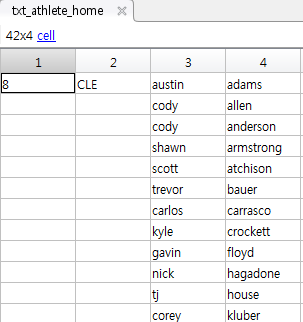 txt_athlete_home
42x4 cell
1 2 3 4
8 CLE austin adams
cody allen
cody anderson
shawn armstrong
scott atchison
trevor bauer
carlos carrasco
kyle crockett
gavin floyd
nick hagadone
tj house
corey kluber